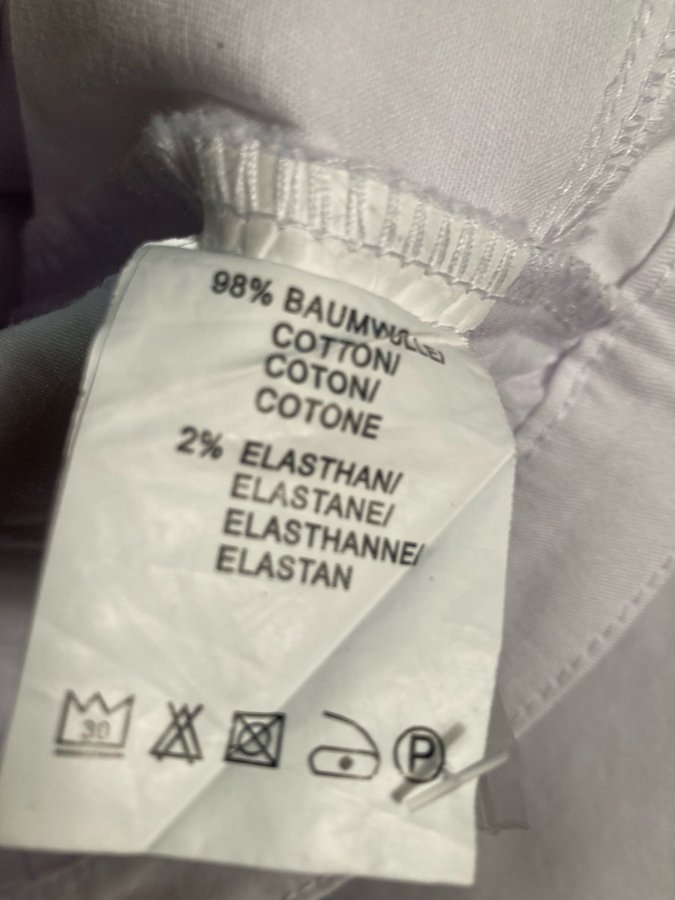 98% BAUMWOLLE/
COTTON/
COTON/
COTONE
2% ELASTHAN/
ELASTANE/
ELASTHANNE/
ELASTAN
30
P